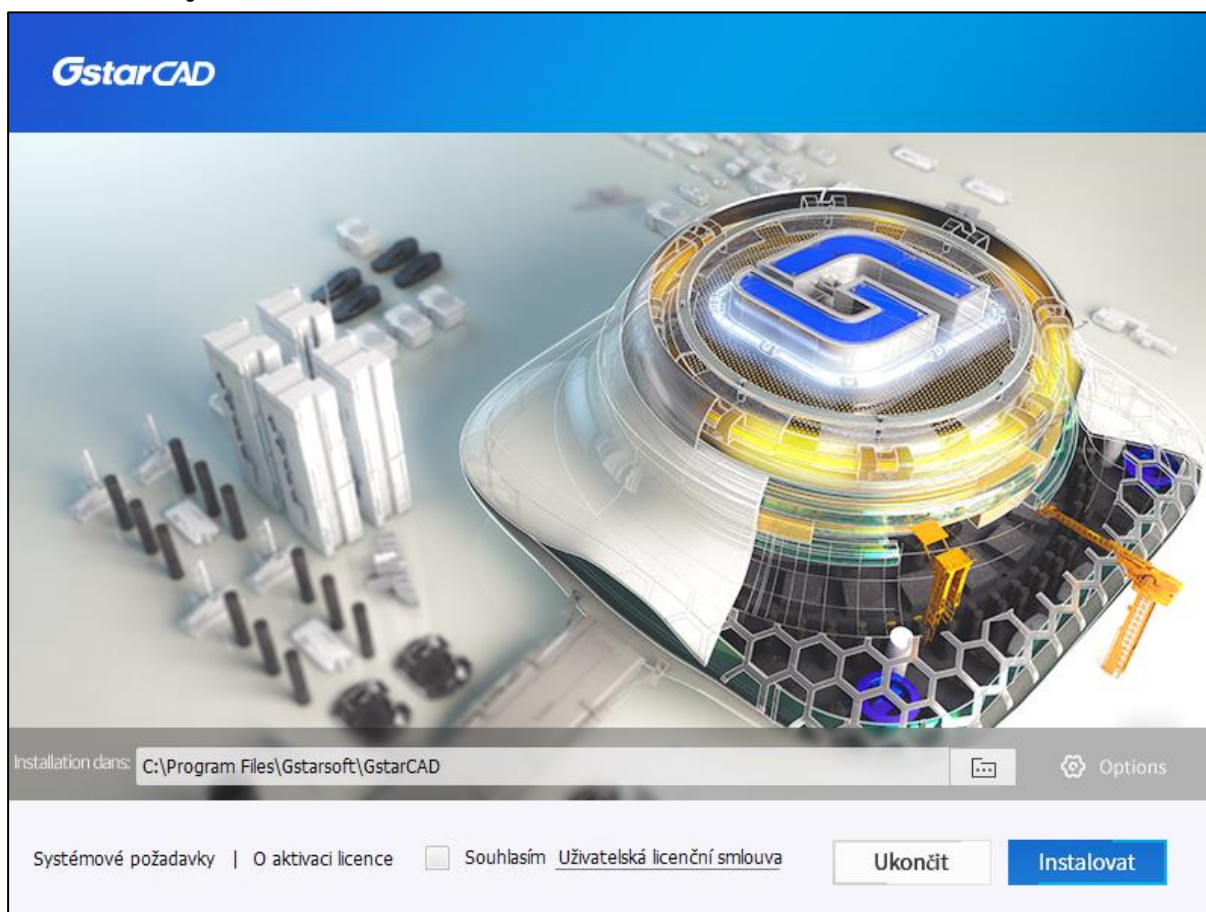 GstarCAD
Installation dans: C:\Program Files\Gstarsoft\GstarCAD Options
Systémové požadavky | O aktivaci licence Souhlasím Uživatelská licenční smlouva Ukončit Instalovat